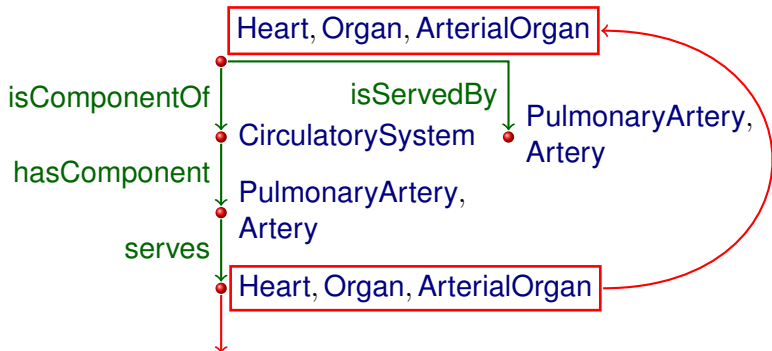 Heart, Organ, ArterialOrgan
isComponentOf
isServedBy
CirculatorySystem
PulmonaryArtery,
Artery
hasComponent
PulmonaryArtery,
Artery
serves
Heart, Organ, ArterialOrgan